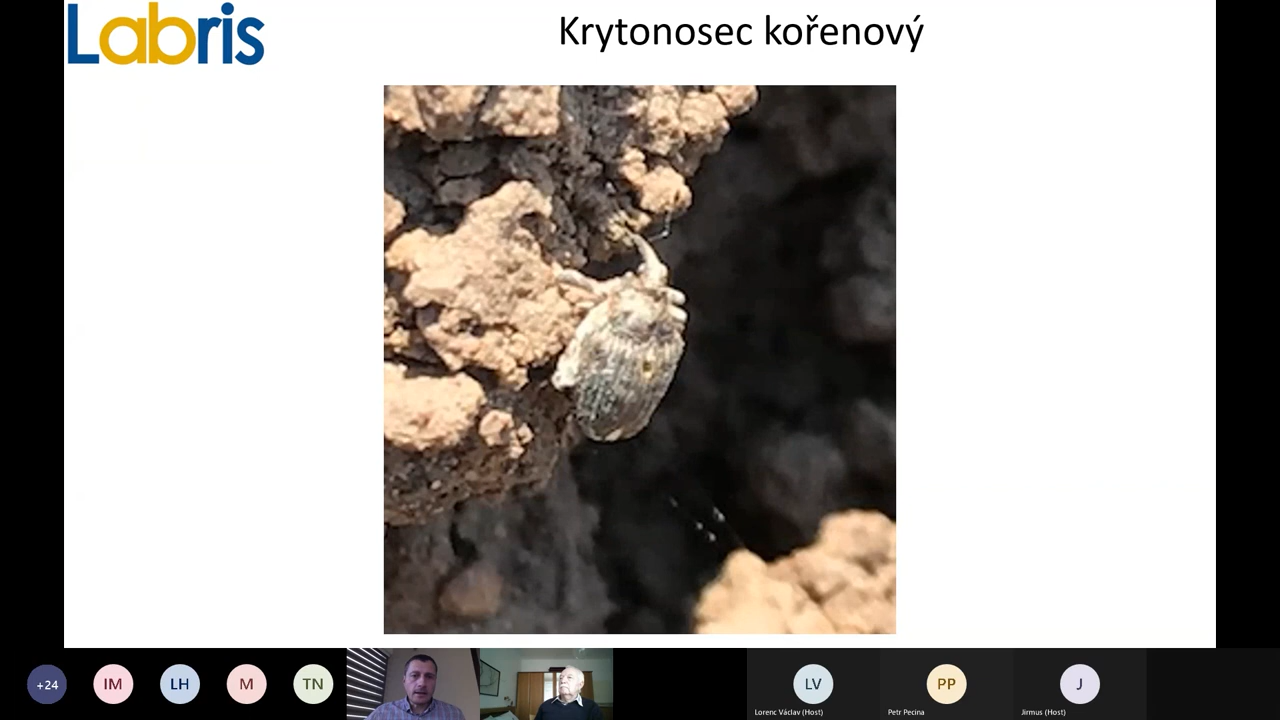 Labris
Krytonosec kořenový
+24
IM
LH
M
TN
LV
PP
J
Lorenc Václav (Host)
Petr Pecina
Jirmus (Host)